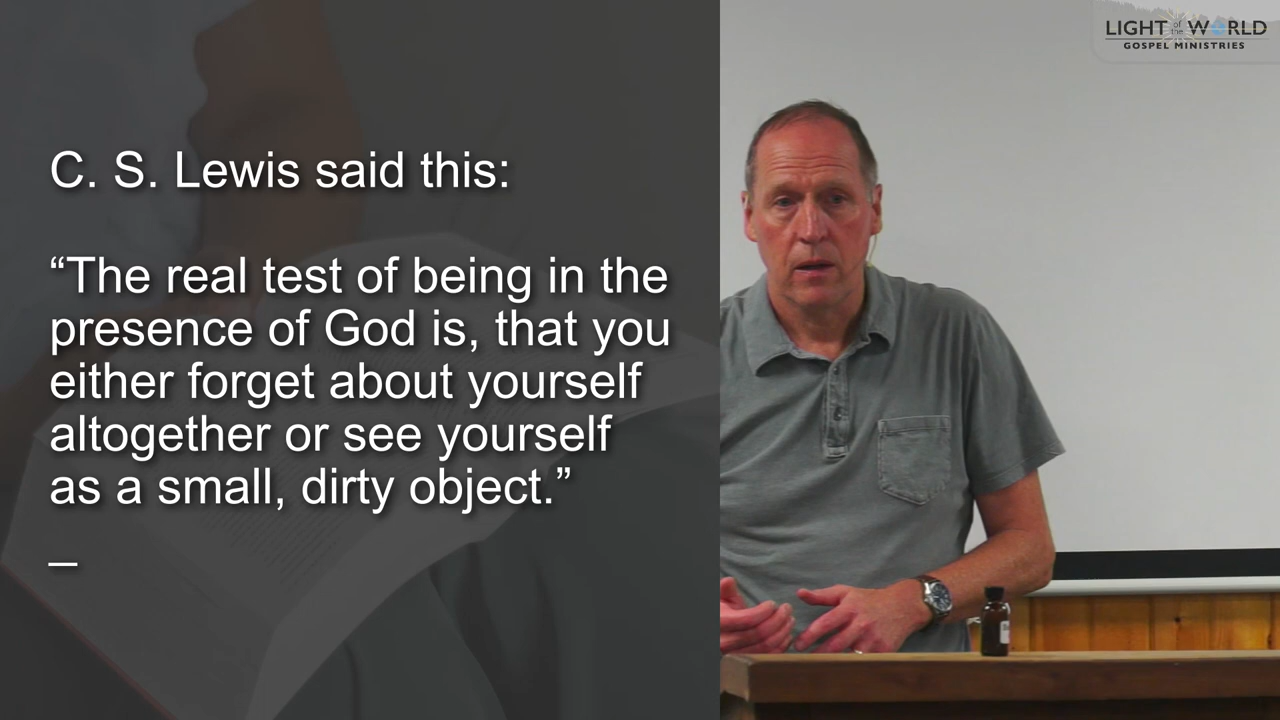 C. S. Lewis said this:
“The real test of being in the
presence of God is, that you
either forget about yourself
altogether or see yourself
as a small, dirty object.”
–
LIGHT of the WORLD
GOSPEL MINISTRIES